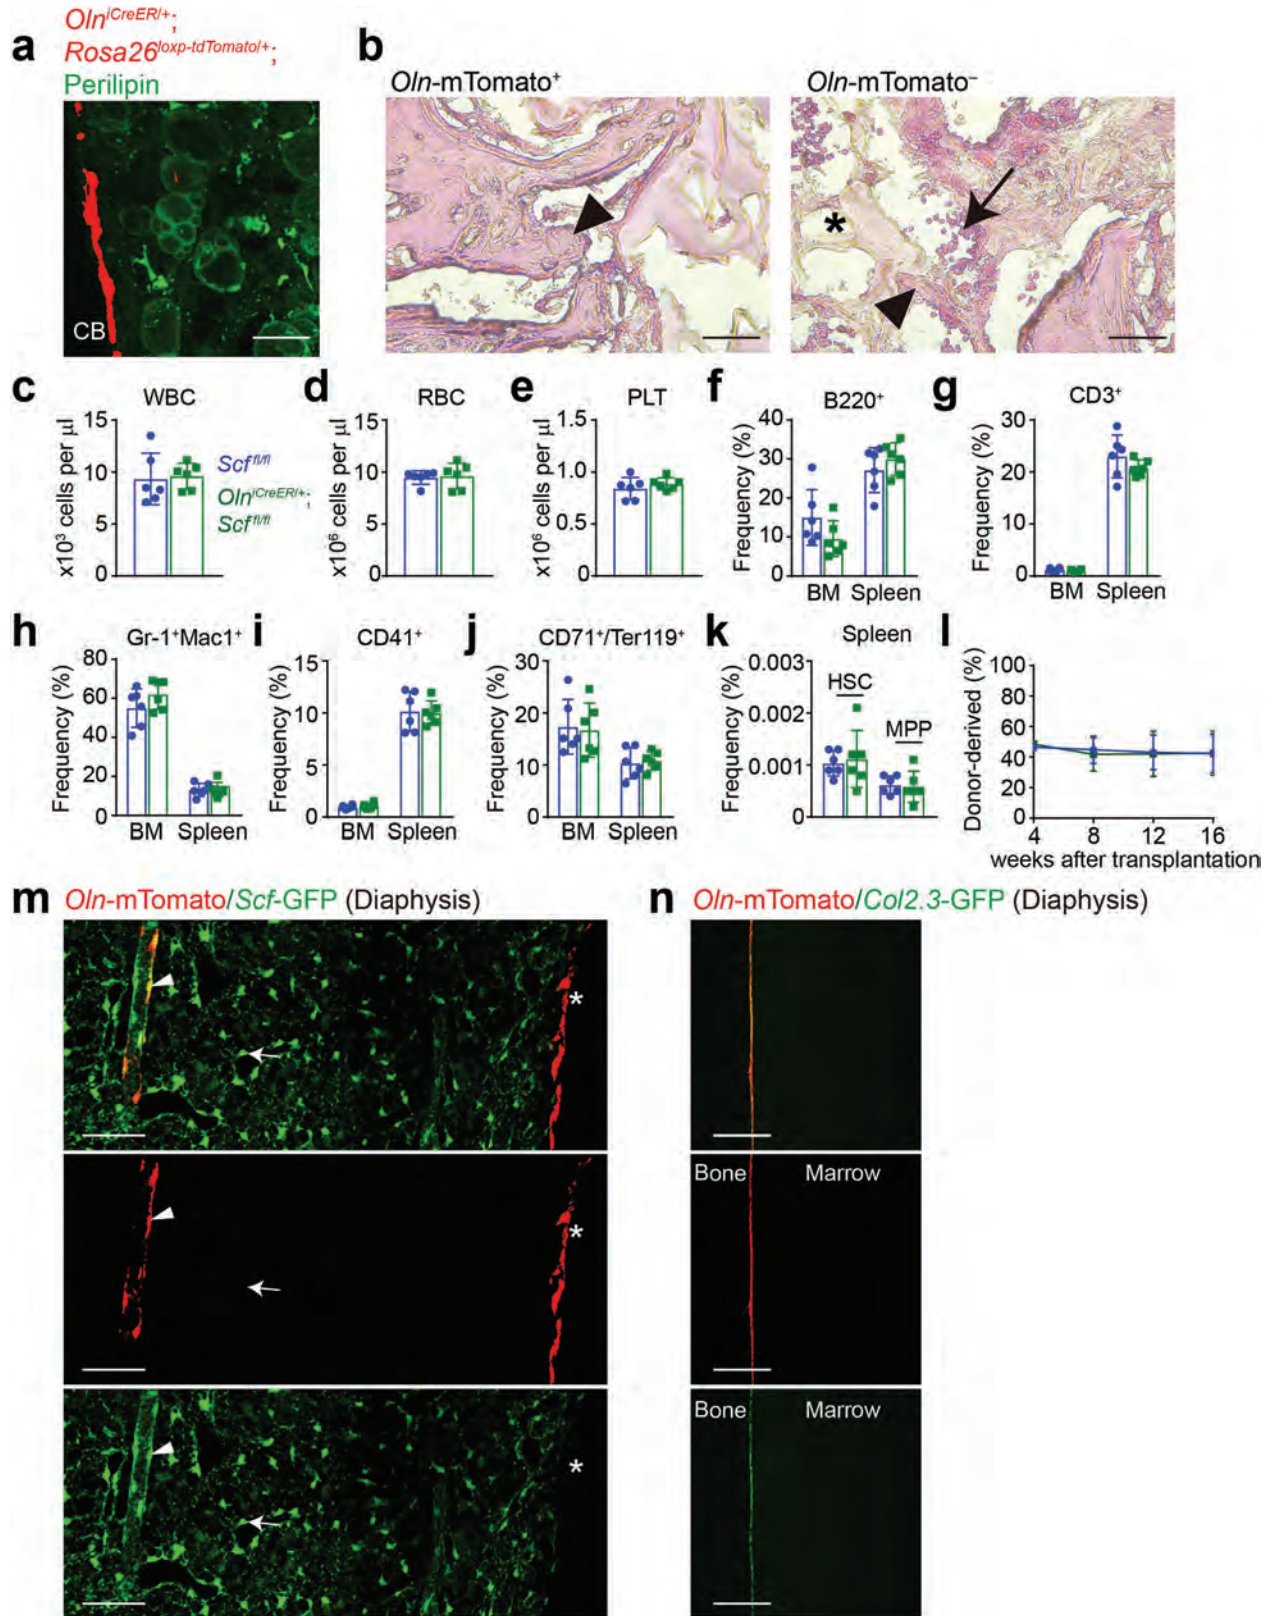 a
Oln^iCreER/+;
Rosa26^loxp-tdTomato/+;
Perilipin
CB
b
Oln-mTomato⁺
Oln-mTomato⁻
*
c
WBC
x10³ cells per µl
15
10
5
0
Scf^fl/fl
Oln^iCreER/+;
Scf^fl/fl
d
RBC
x10⁶ cells per µl
15
10
5
0
e
PLT
x10⁶ cells per µl
1.5
1.0
0.5
0
f
B220⁺
Frequency (%)
40
30
20
10
0
BM Spleen
g
CD3⁺
Frequency (%)
30
20
10
0
BM Spleen
h
Gr-1⁺Mac1⁺
Frequency (%)
80
60
40
20
0
BM Spleen
i
CD41⁺
Frequency (%)
15
10
5
0
BM Spleen
j
CD71⁺/Ter119⁺
Frequency (%)
30
20
10
0
BM Spleen
k
Spleen
Frequency (%)
0.003
0.002
0.001
0
HSC
MPP
l
Donor-derived (%)
100
80
60
40
20
0
4 8 12 16
weeks after transplantation
m
Oln-mTomato/Scf-GFP (Diaphysis)
*
*
*
n
Oln-mTomato/Col2.3-GFP (Diaphysis)
Bone Marrow
Bone Marrow